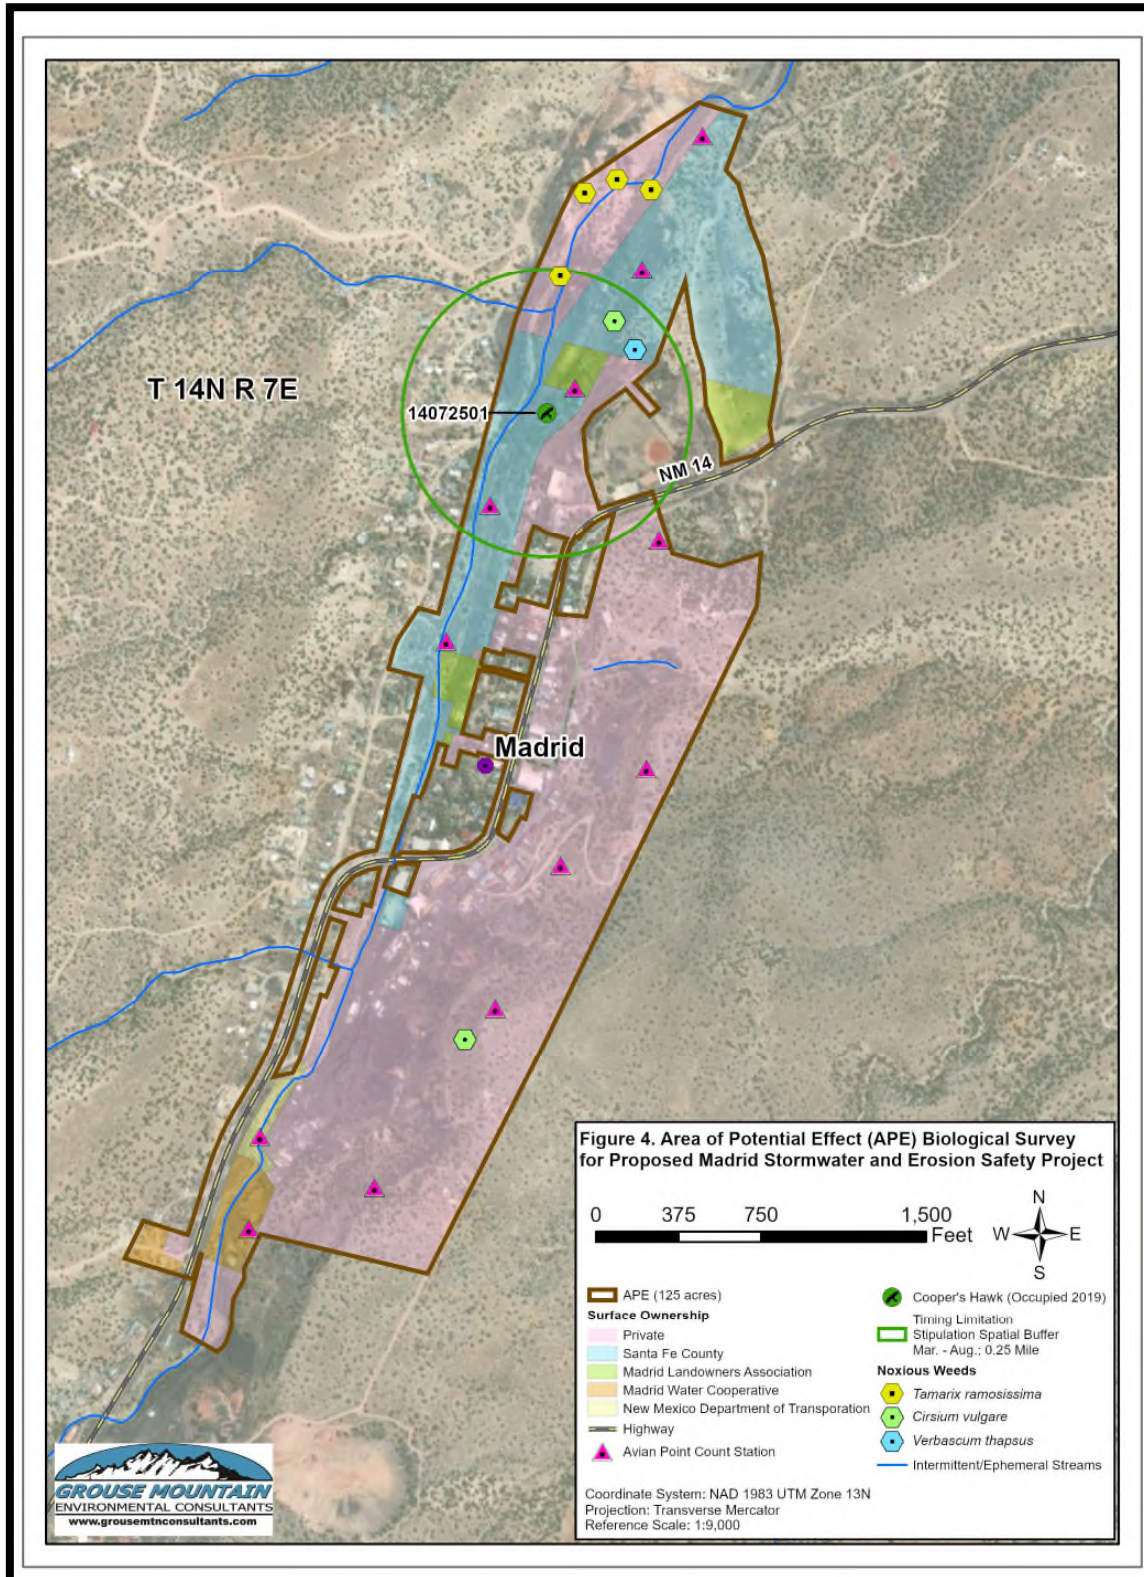 T 14N R 7E
14072501
NM 14
Madrid
Figure 4. Area of Potential Effect (APE) Biological Survey
for Proposed Madrid Stormwater and Erosion Safety Project
0 375 750 1,500
Feet
N
W E
S
APE (125 acres)
Surface Ownership
Private
Santa Fe County
Madrid Landowners Association
Madrid Water Cooperative
New Mexico Department of Transporation
Highway
Avian Point Count Station
Cooper's Hawk (Occupied 2019)
Timing Limitation
Stipulation Spatial Buffer
Mar. - Aug.; 0.25 Mile
Noxious Weeds
Tamarix ramosissima
Cirsium vulgare
Verbascum thapsus
Intermittent/Ephemeral Streams
Coordinate System: NAD 1983 UTM Zone 13N
Projection: Transverse Mercator
Reference Scale: 1:9,000
GROUSE MOUNTAIN
ENVIRONMENTAL CONSULTANTS
www.grousemtnconsultants.com